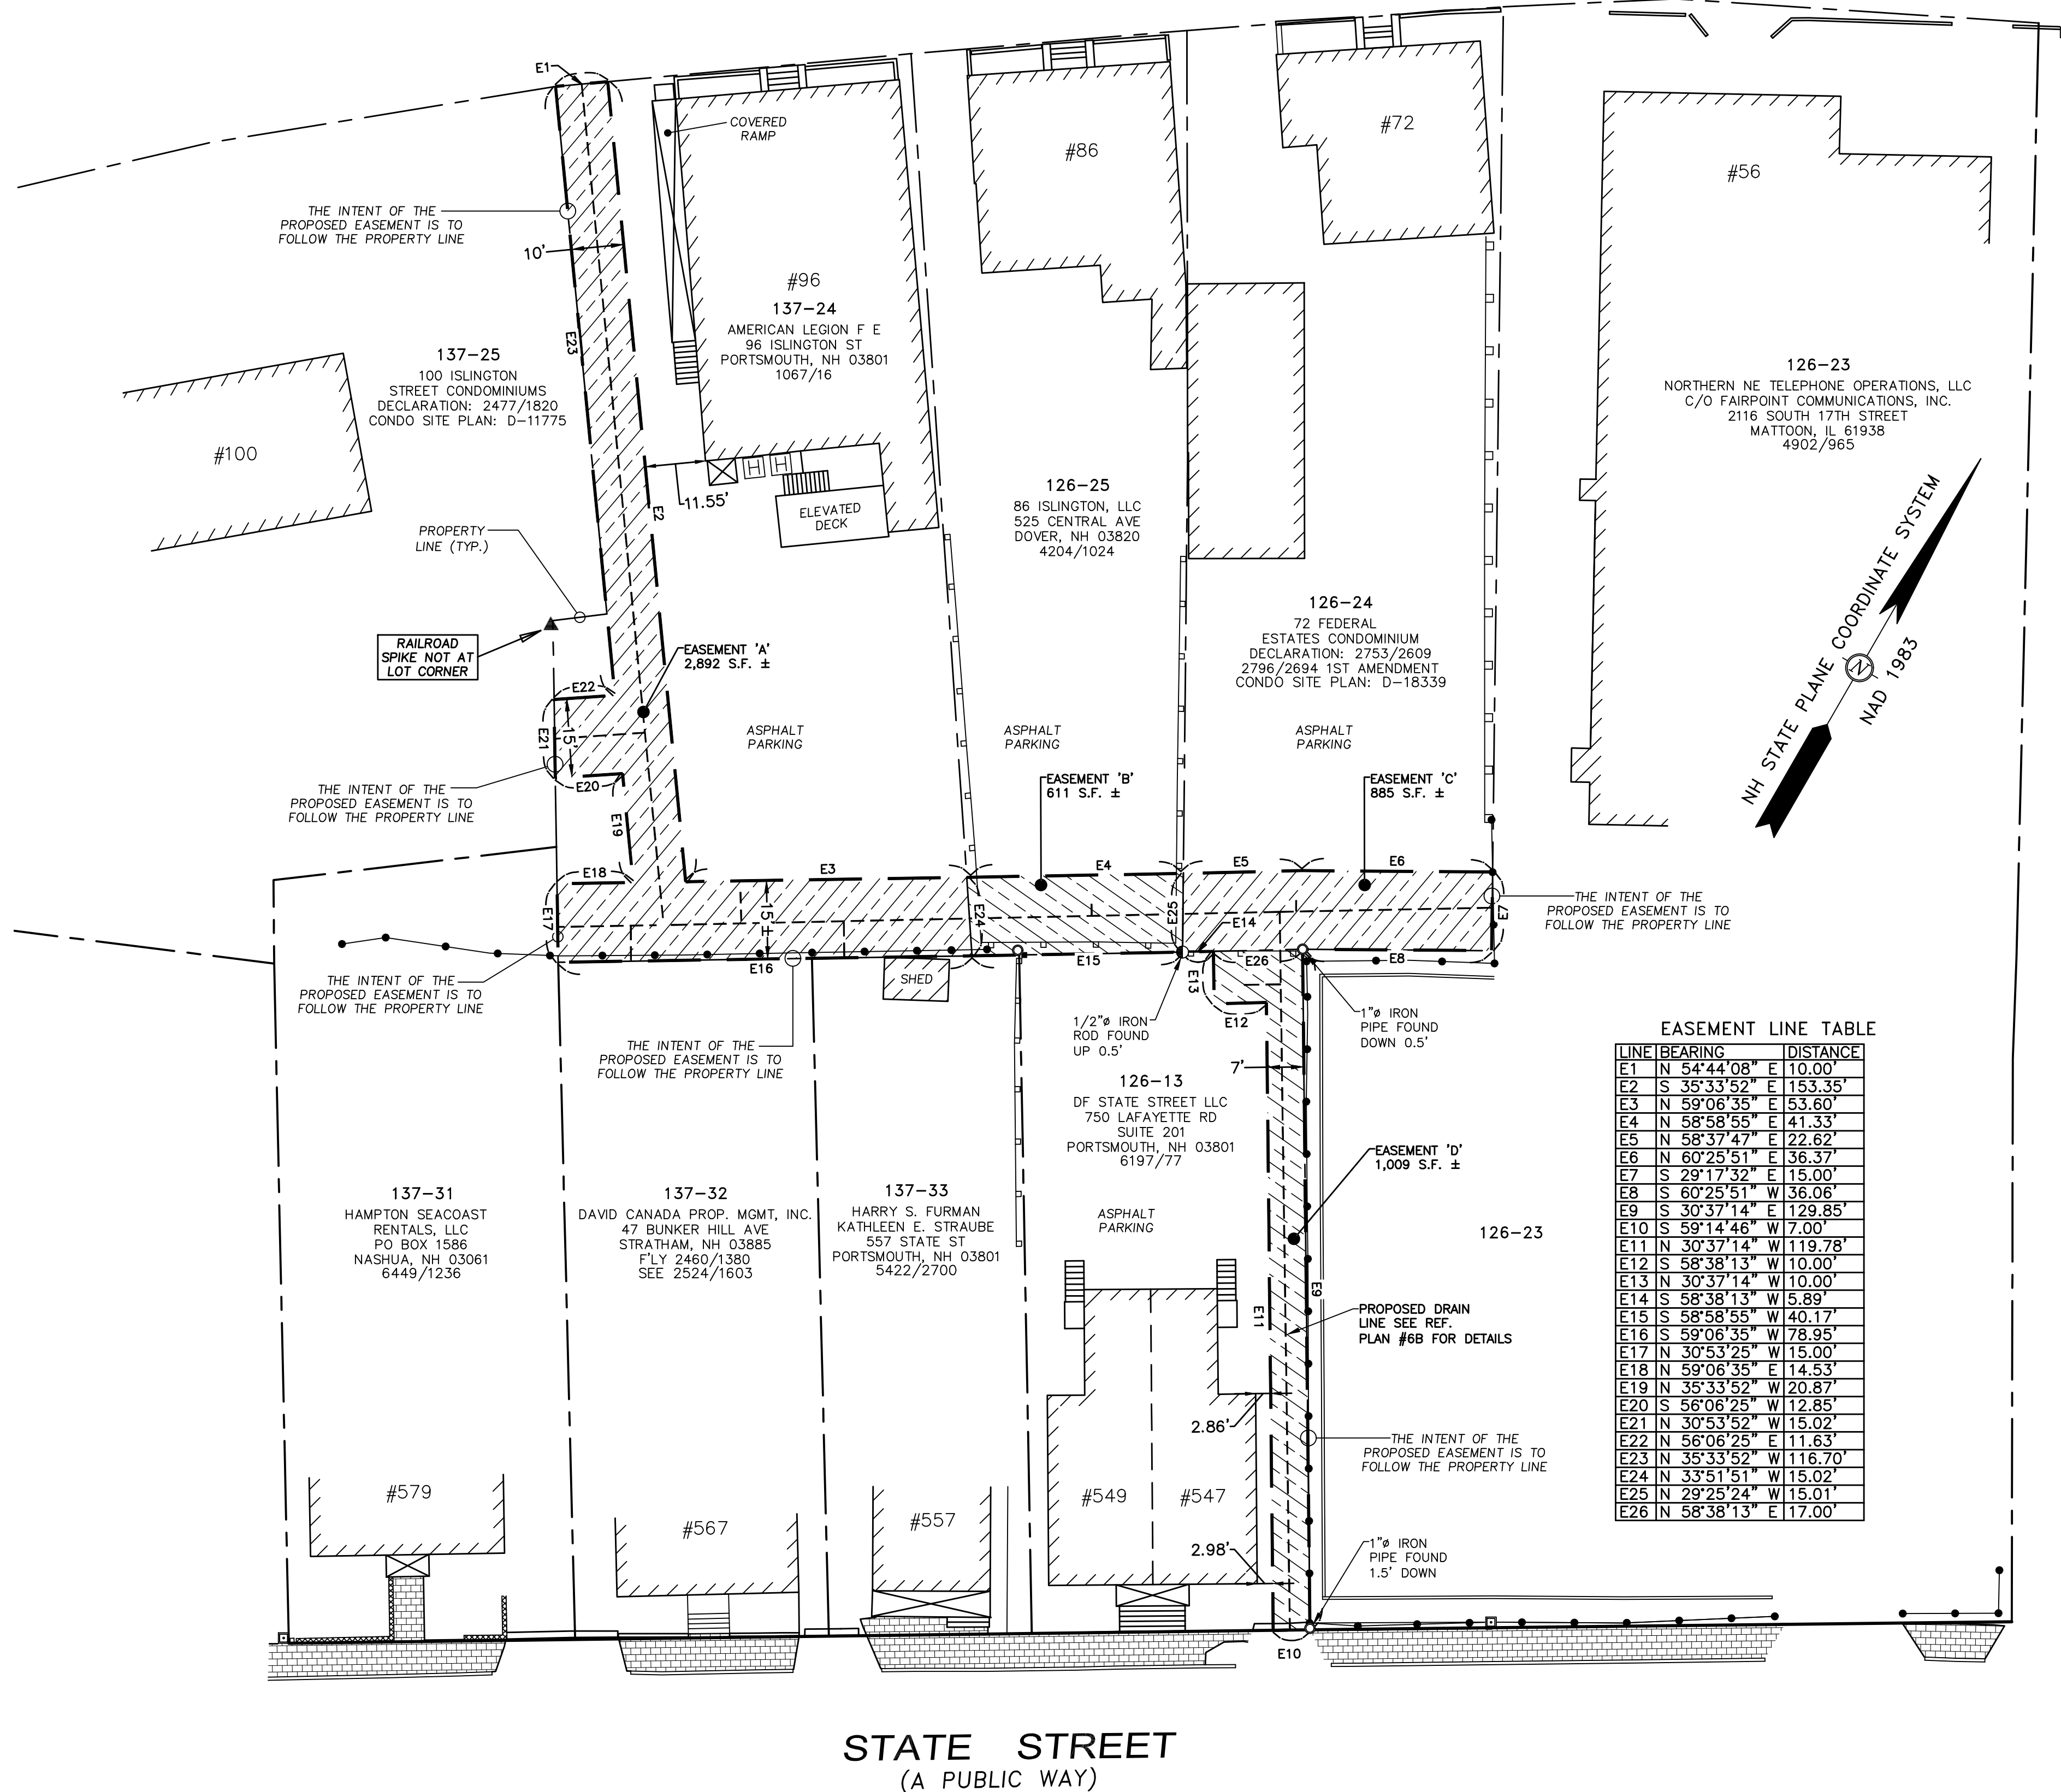 E1
COVERED
RAMP
#86
#72
#56
THE INTENT OF THE
PROPOSED EASEMENT IS TO
FOLLOW THE PROPERTY LINE
10'
#96
137-24
AMERICAN LEGION F E
96 ISLINGTON ST
PORTSMOUTH, NH 03801
1067/16
E23
137-25
100 ISLINGTON
STREET CONDOMINIUMS
DECLARATION: 2477/1820
CONDO SITE PLAN: D-11775
#100
126-23
NORTHERN NE TELEPHONE OPERATIONS, LLC
C/O FAIRPOINT COMMUNICATIONS, INC.
2116 SOUTH 17TH STREET
MATTOON, IL 61938
4902/965
H H
11.55'
E2
ELEVATED
DECK
126-25
86 ISLINGTON, LLC
525 CENTRAL AVE
DOVER, NH 03820
4204/1024
PROPERTY
LINE (TYP.)
RAILROAD
SPIKE NOT AT
LOT CORNER
EASEMENT 'A'
2,892 S.F. ±
126-24
72 FEDERAL
ESTATES CONDOMINIUM
DECLARATION: 2753/2609
2796/2694 1ST AMENDMENT
CONDO SITE PLAN: D-18339
NH STATE PLANE COORDINATE SYSTEM
N
NAD 1983
E22
E21
15'
E20
ASPHALT
PARKING
ASPHALT
PARKING
ASPHALT
PARKING
THE INTENT OF THE
PROPOSED EASEMENT IS TO
FOLLOW THE PROPERTY LINE
E19
EASEMENT 'B'
611 S.F. ±
EASEMENT 'C'
885 S.F. ±
E18
E3
E4
E5
E6
E17
15'±
E24
E25
E14
E7
THE INTENT OF THE
PROPOSED EASEMENT IS TO
FOLLOW THE PROPERTY LINE
E16
E15
E26
E8
E13
E12
SHED
THE INTENT OF THE
PROPOSED EASEMENT IS TO
FOLLOW THE PROPERTY LINE
1/2"ø IRON
ROD FOUND
UP 0.5'
1"ø IRON
PIPE FOUND
DOWN 0.5'
THE INTENT OF THE
PROPOSED EASEMENT IS TO
FOLLOW THE PROPERTY LINE
7'
126-13
DF STATE STREET LLC
750 LAFAYETTE RD
SUITE 201
PORTSMOUTH, NH 03801
6197/77
EASEMENT 'D'
1,009 S.F. ±
137-31
HAMPTON SEACOAST
RENTALS, LLC
PO BOX 1586
NASHUA, NH 03061
6449/1236
137-32
DAVID CANADA PROP. MGMT, INC.
47 BUNKER HILL AVE
STRATHAM, NH 03885
F'LY 2460/1380
SEE 2524/1603
137-33
HARRY S. FURMAN
KATHLEEN E. STRAUBE
557 STATE ST
PORTSMOUTH, NH 03801
5422/2700
ASPHALT
PARKING
126-23
E9
E11
PROPOSED DRAIN
LINE SEE REF.
PLAN #6B FOR DETAILS
2.86'
THE INTENT OF THE
PROPOSED EASEMENT IS TO
FOLLOW THE PROPERTY LINE
#579
#567
#557
#549
#547
2.98'
1"ø IRON
PIPE FOUND
1.5' DOWN
E10
EASEMENT LINE TABLE
LINE BEARING DISTANCE
E1 N 54°44'08" E 10.00'
E2 S 35°33'52" E 153.35'
E3 N 59°06'35" E 53.60'
E4 N 58°58'55" E 41.33'
E5 N 58°37'47" E 22.62'
E6 N 60°25'51" E 36.37'
E7 S 29°17'32" E 15.00'
E8 S 60°25'51" W 36.06'
E9 S 30°37'14" E 129.85'
E10 S 59°14'46" W 7.00'
E11 N 30°37'14" W 119.78'
E12 S 58°38'13" W 10.00'
E13 N 30°37'14" W 10.00'
E14 S 58°38'13" W 5.89'
E15 S 58°58'55" W 40.17'
E16 S 59°06'35" W 78.95'
E17 N 30°53'25" W 15.00'
E18 N 59°06'35" E 14.53'
E19 N 35°33'52" W 20.87'
E20 S 56°06'25" W 12.85'
E21 N 30°53'52" W 15.02'
E22 N 56°06'25" E 11.63'
E23 N 35°33'52" W 116.70'
E24 N 33°51'51" W 15.02'
E25 N 29°25'24" W 15.01'
E26 N 58°38'13" E 17.00'
STATE STREET
(A PUBLIC WAY)